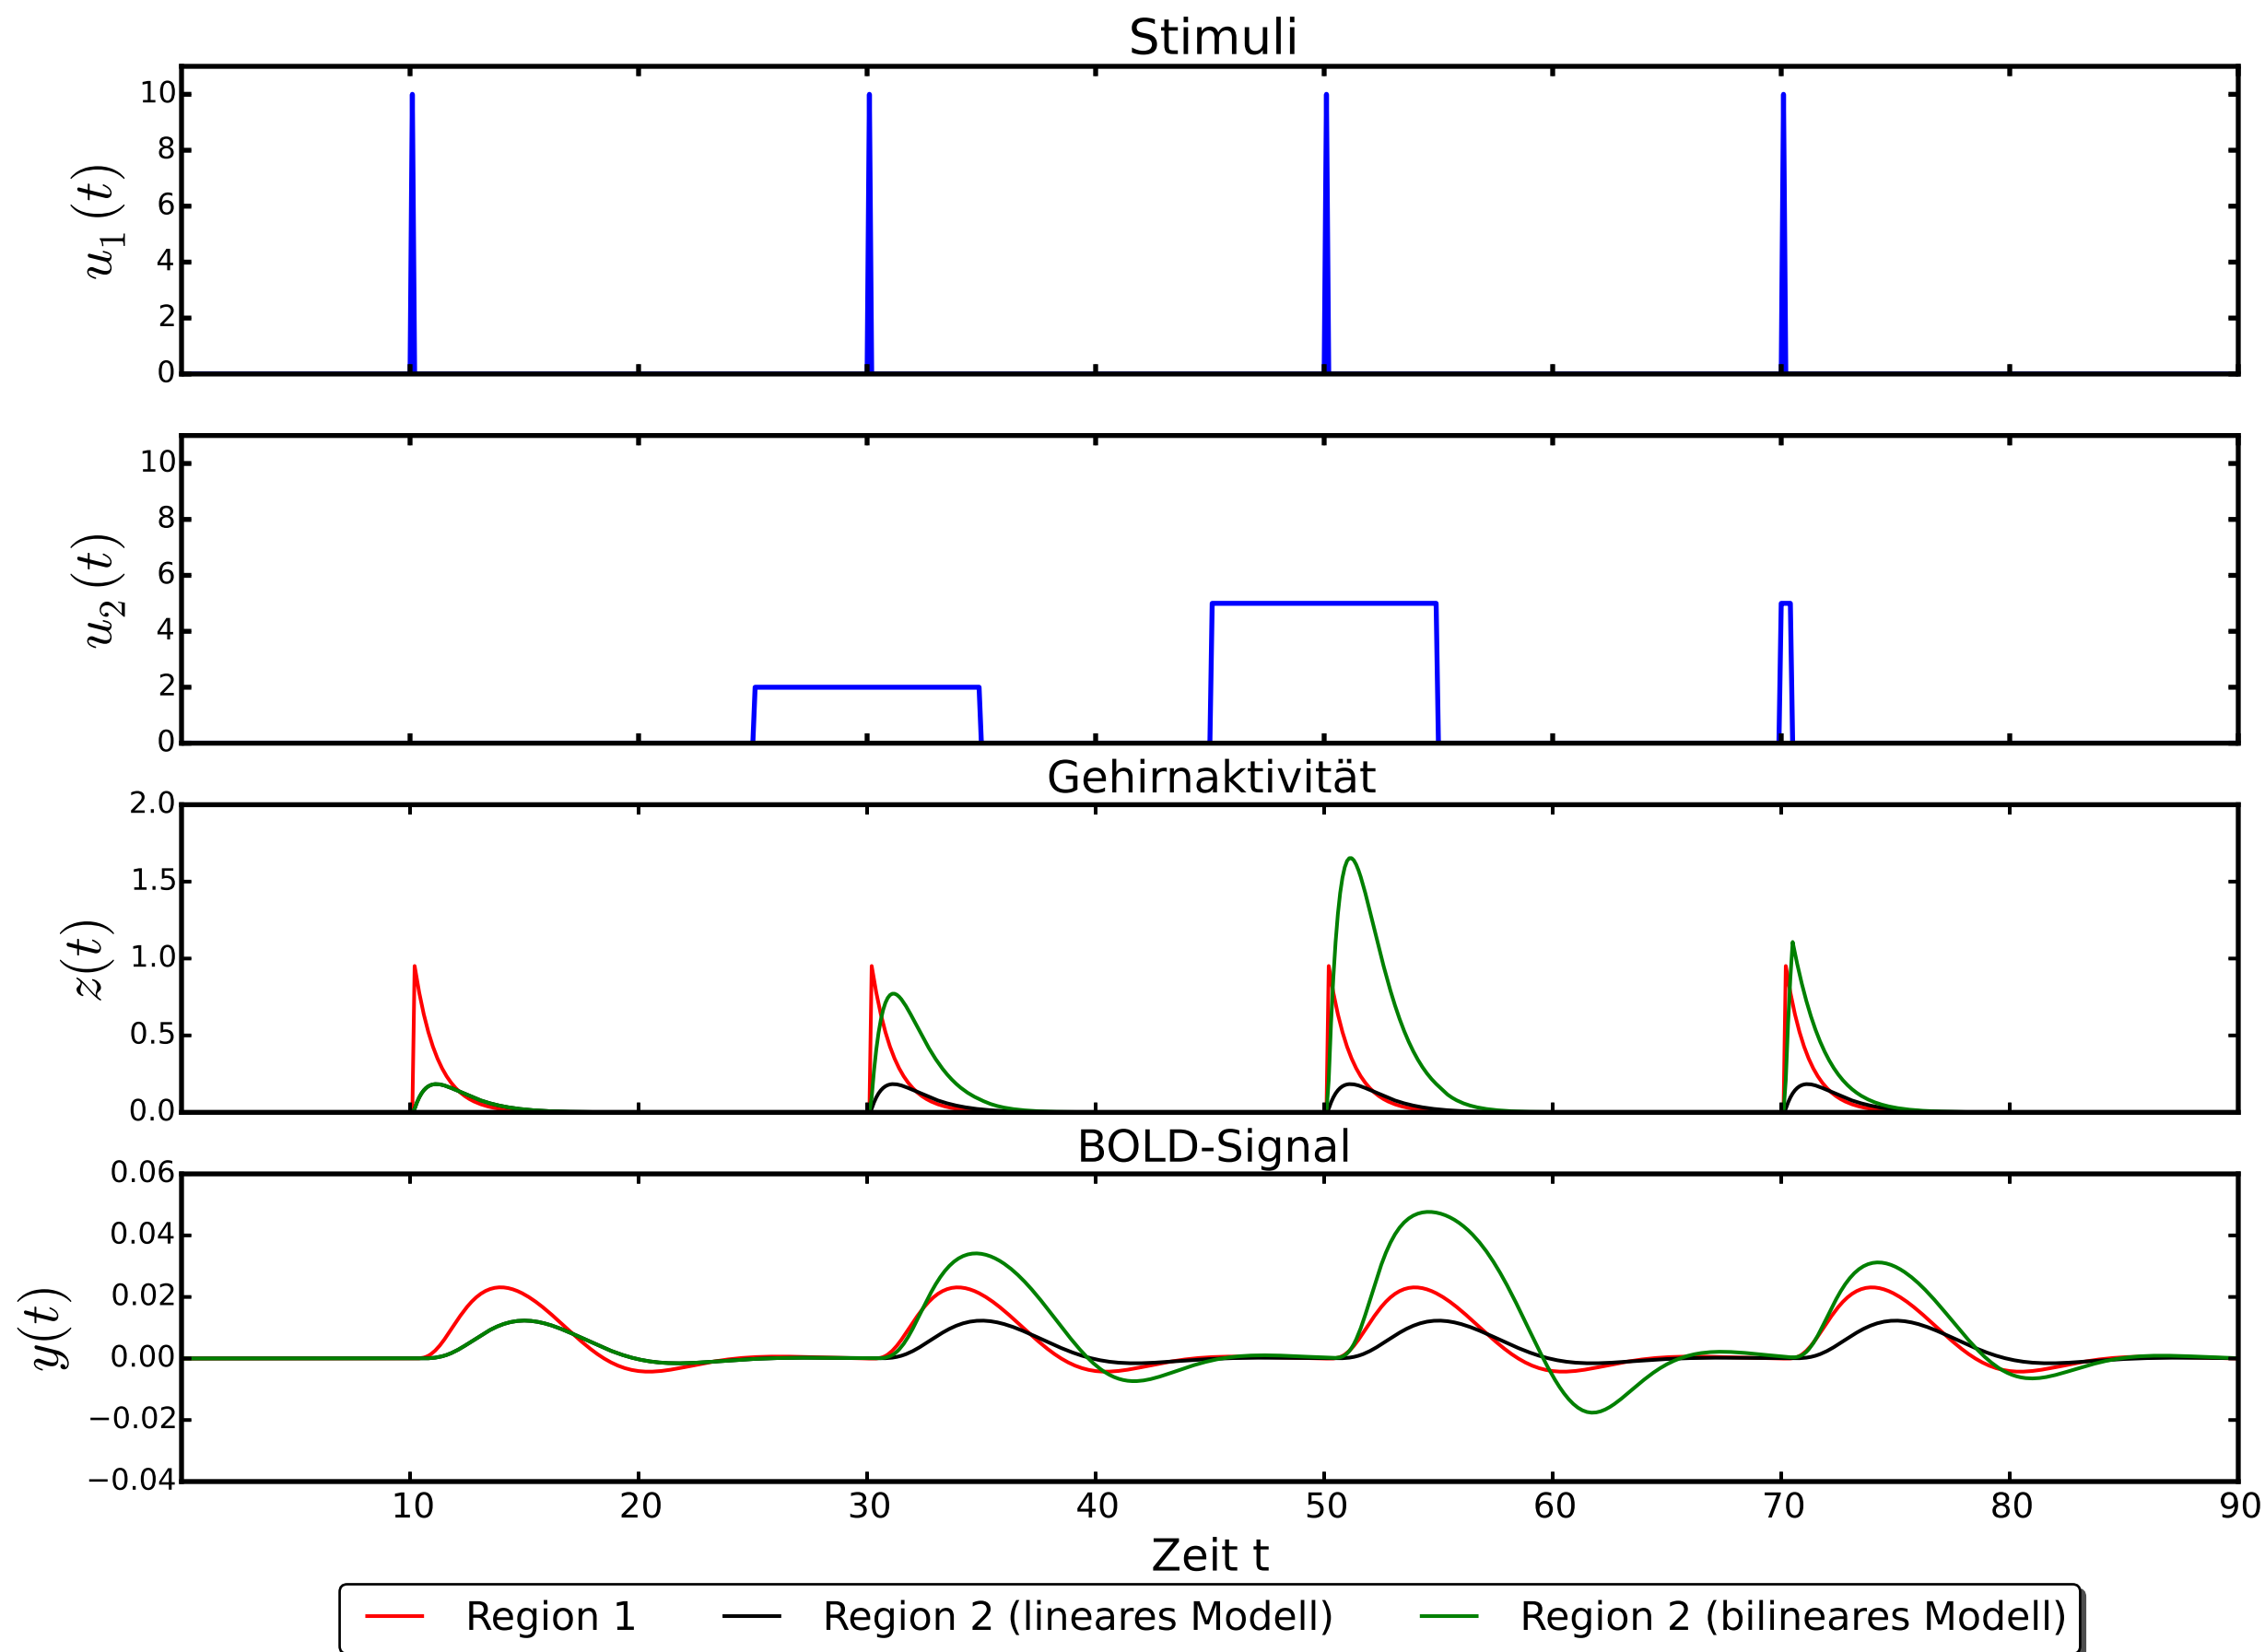 Stimuli
10
8
6
4
2
0
u₁(t)
10
8
6
4
2
0
u₂(t)
Gehirnaktivität
2.0
1.5
1.0
0.5
0.0
z(t)
BOLD-Signal
0.06
0.04
0.02
0.00
−0.02
−0.04
y(t)
10 20 30 40 50 60 70 80 90
Zeit t
Region 1 Region 2 (lineares Modell) Region 2 (bilineares Modell)